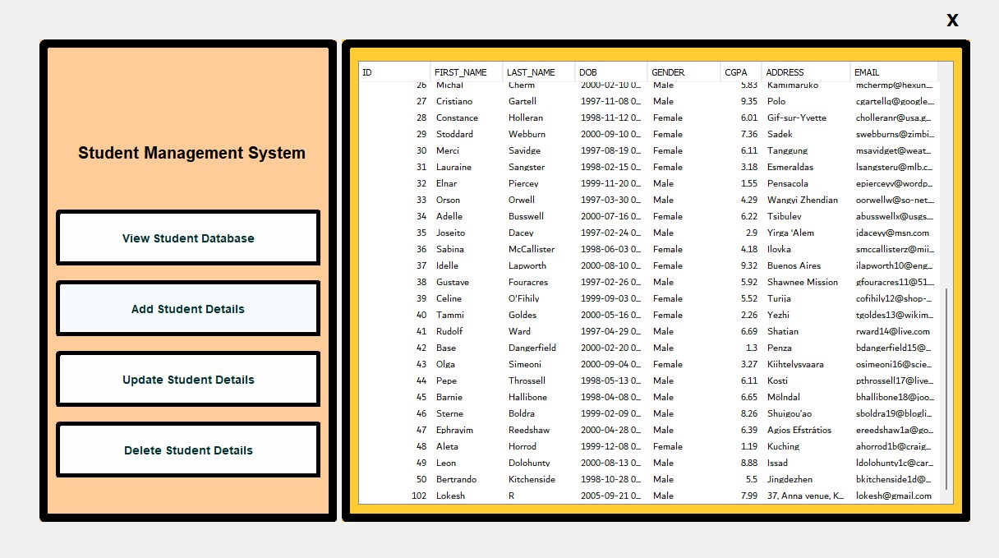 X
Student Management System
View Student Database
Add Student Details
Update Student Details
Delete Student Details
ID FIRST_NAME LAST_NAME DOB GENDER CGPA ADDRESS EMAIL
26 Michal Cherm 2000-02-10 0... Male 5.83 Kamimaruko mchermp@hexun....
27 Cristiano Gartell 1997-11-08 0... Male 9.35 Polo cgartellq@google....
28 Constance Holleran 1998-11-12 0... Female 6.01 Gif-sur-Yvette cholleranr@usa.g...
29 Stoddard Webburn 2000-09-10 0... Female 7.36 Sadek swebburns@zimbi...
30 Merci Savidge 1997-08-19 0... Female 6.11 Tanggung msavidget@weat...
31 Lauraine Sangster 1998-02-15 0... Female 3.18 Esmeraldas lsangsteru@mlb.c...
32 Elnar Piercey 1999-11-20 0... Male 1.55 Pensacola epierceyv@wordp...
33 Orson Orwell 1997-03-30 0... Male 4.29 Wangyi Zhendian oorwellw@so-net...
34 Adelle Busswell 2000-07-16 0... Female 6.22 Tsibulev abusswellx@usgs....
35 Joseito Dacey 1997-02-24 0... Male 2.9 Yirga ‘Alem jdaceyy@msn.com
36 Sabina McCallister 1998-06-03 0... Female 4.18 Ilovka smccallisterz@mii...
37 Idelle Lapworth 2000-08-10 0... Female 9.32 Buenos Aires ilapworth10@eng...
38 Gustave Fouracres 1997-02-26 0... Male 5.92 Shawnee Mission gfouracres11@51...
39 Celine O'Fihily 1999-09-03 0... Female 5.52 Turija cofihily12@shop-...
40 Tammi Goldes 2000-05-16 0... Female 2.26 Yezhi tgoldes13@wikim...
41 Rudolf Ward 1997-04-29 0... Male 6.69 Shatian rward14@live.com
42 Base Dangerfield 2000-02-20 0... Male 1.3 Penza bdangerfield15@...
43 Olga Simeoni 2000-09-04 0... Female 3.27 Kiihtelysvaara osimeoni16@scie...
44 Pepe Throssell 1998-05-13 0... Male 6.11 Kosti pthrossell17@live...
45 Barnie Hallibone 1998-04-08 0... Male 6.65 Mölndal bhallibone18@joo...
46 Sterne Boldra 1999-02-09 0... Male 8.26 Shuigou'ao sboldra19@blogli...
47 Ephrayim Reedshaw 2000-04-28 0... Male 6.39 Agios Efstrátios ereedshaw1a@go...
48 Aleta Horrod 1999-12-08 0... Female 1.19 Kuching ahorrod1b@craig...
49 Leon Dolohunty 2000-08-13 0... Male 8.88 Issad ldolohunty1c@car...
50 Bertrando Kitchenside 1998-10-28 0... Male 5.5 Jingdezhen bkitchenside1d@...
102 Lokesh R 2005-09-21 0... Male 7.99 37, Anna venue, K... lokesh@gmail.com